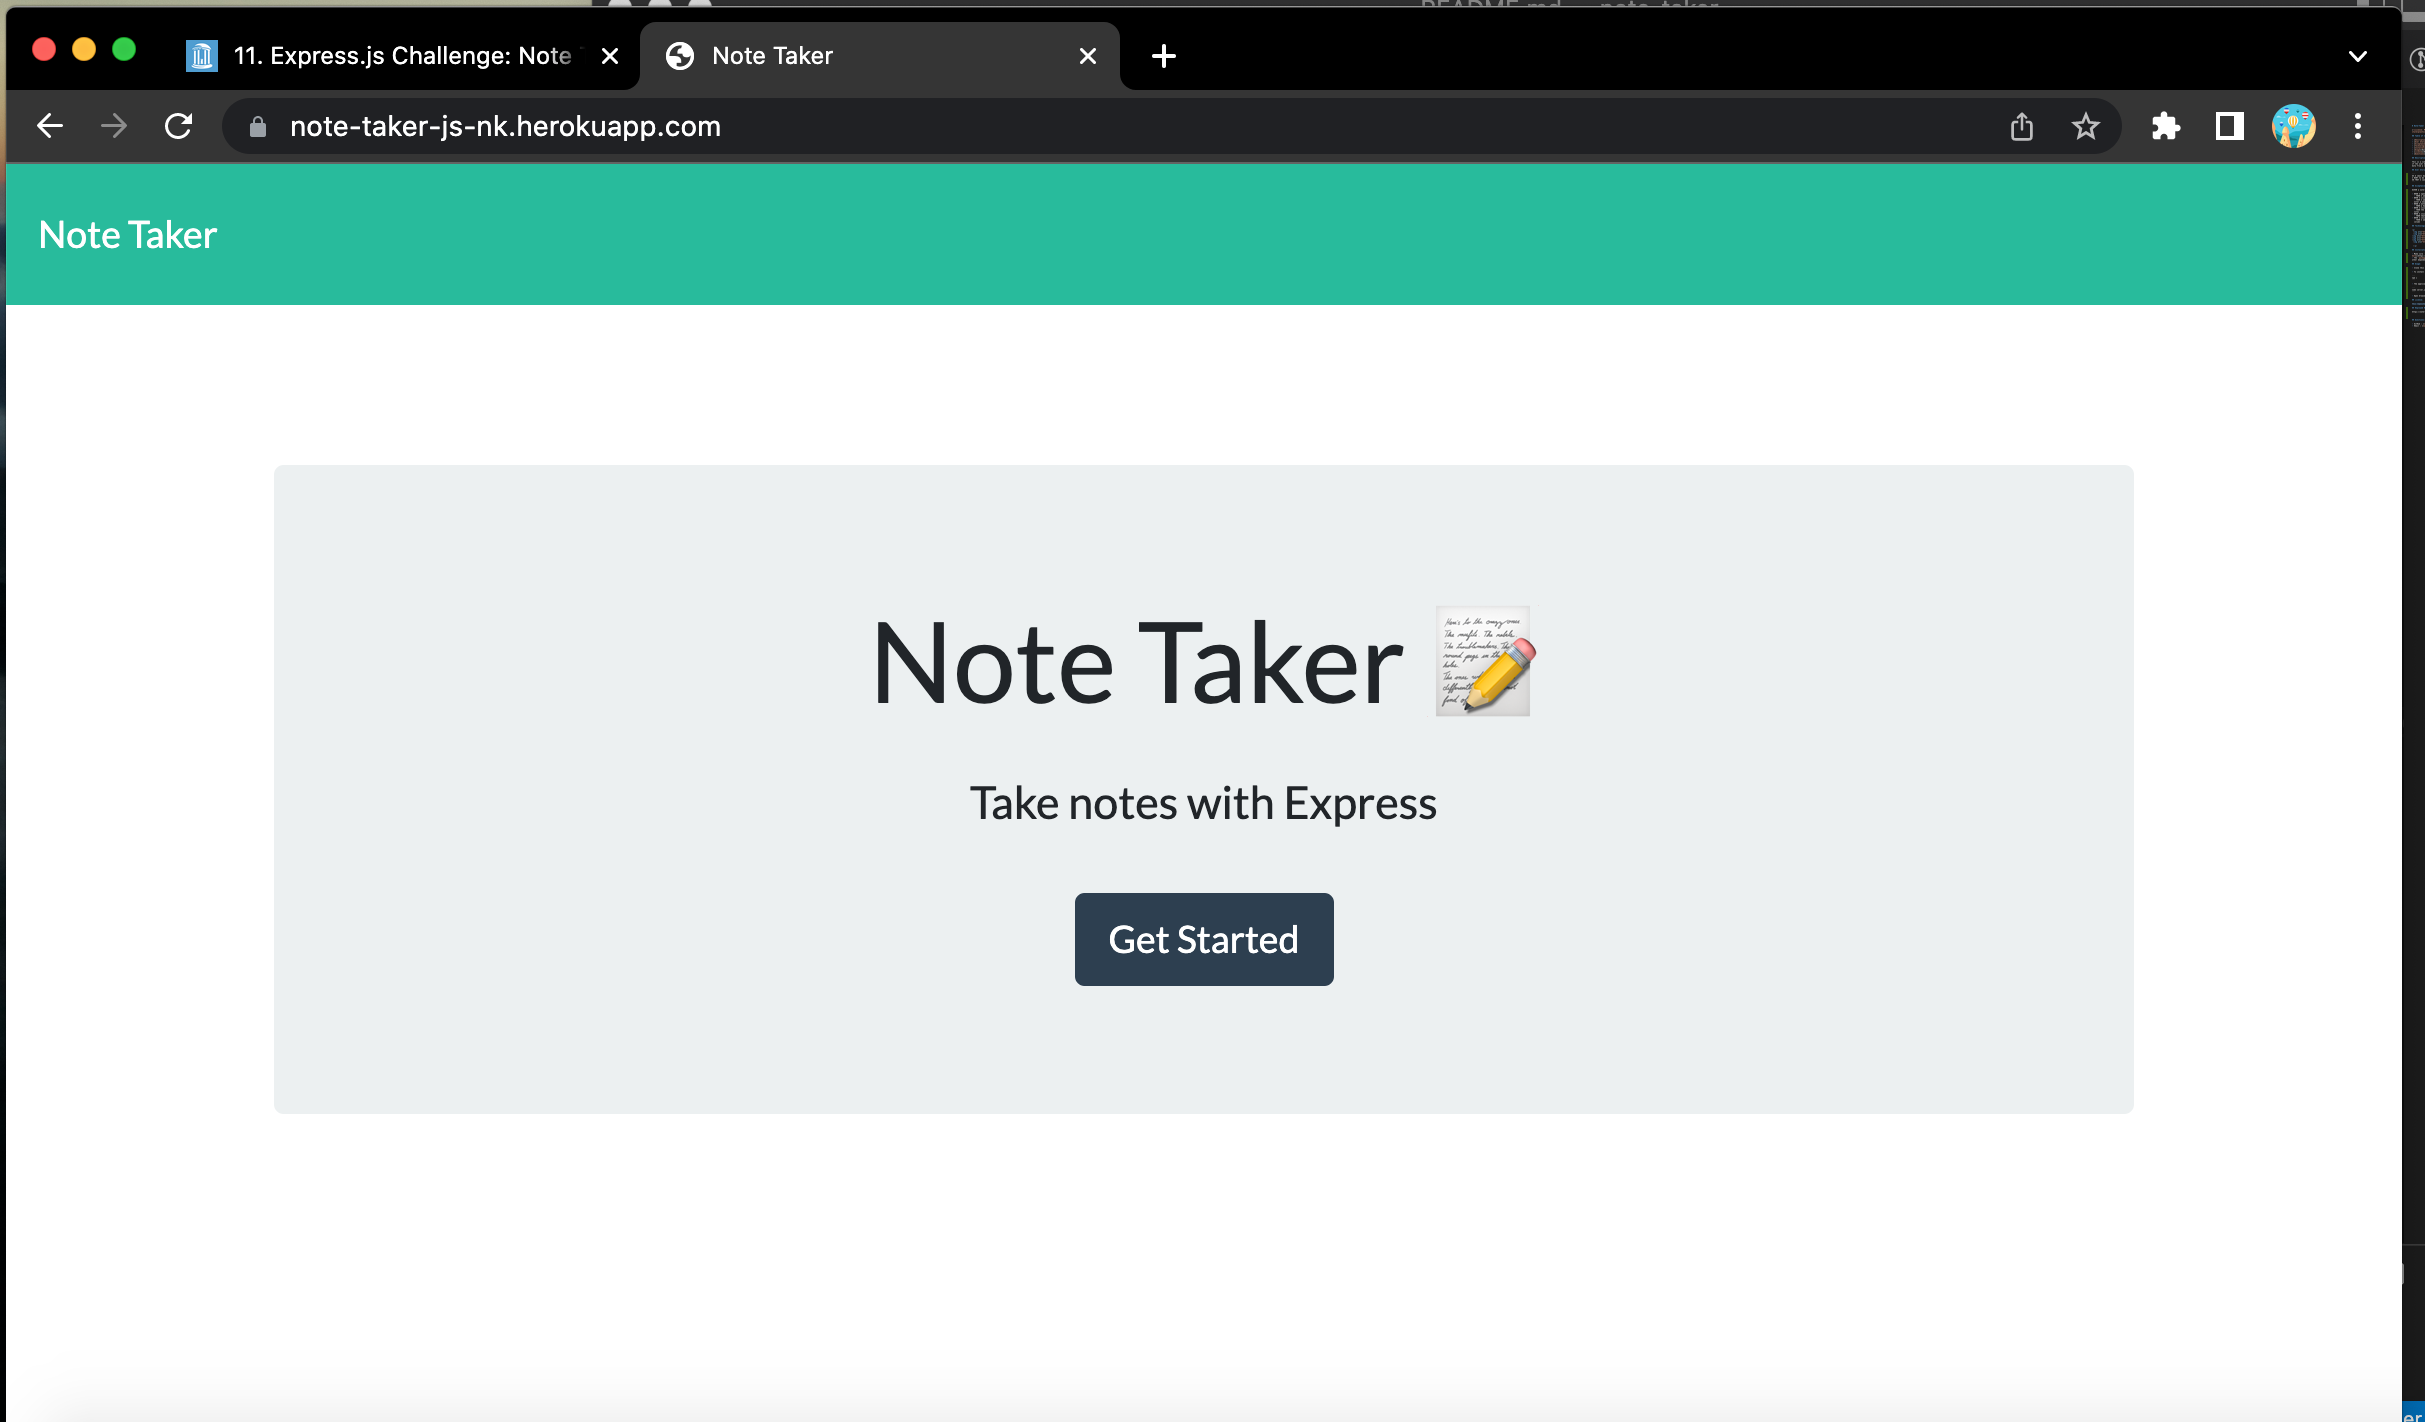 11. Express.js Challenge: Note
Note Taker
note-taker-js-nk.herokuapp.com
Note Taker
Note Taker
Take notes with Express
Get Started